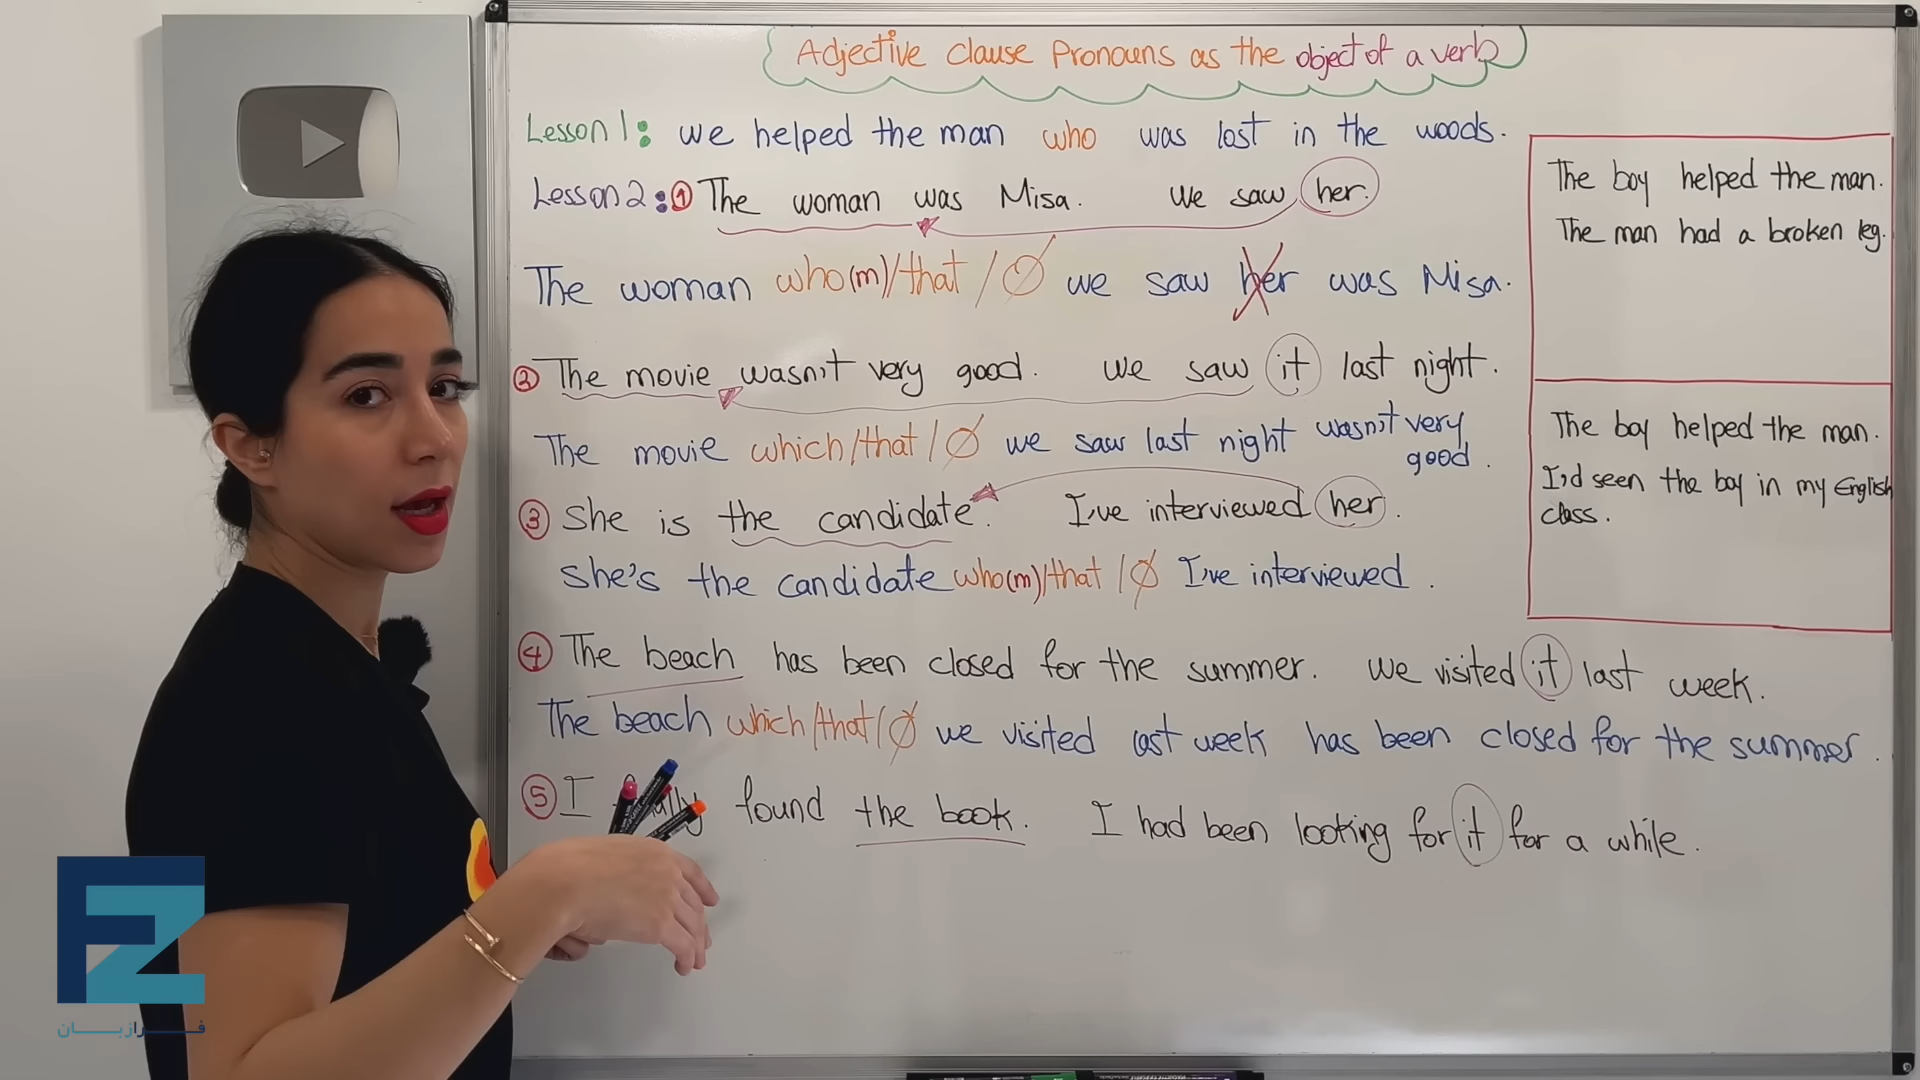 Adjective clause Pronouns as the object of a verb
Lesson 1: we helped the man who was lost in the woods.
Lesson 2: ① The woman was Misa. We saw her.
The woman who(m)/that/Ø we saw her was Misa.
② The movie wasn't very good. We saw it last night.
The movie which/that/Ø we saw last night wasn't very
good.
③ She is the candidate. I've interviewed her.
She's the candidate who(m)/that/Ø I've interviewed.
④ The beach has been closed for the summer. We visited it last week.
The beach which/that/Ø we visited last week has been closed for the summer.
⑤ I found the book. I had been looking for it for a while.
The boy helped the man.
The man had a broken leg.
The boy helped the man.
I'd seen the boy in my English
class.
FZ
فرازبان